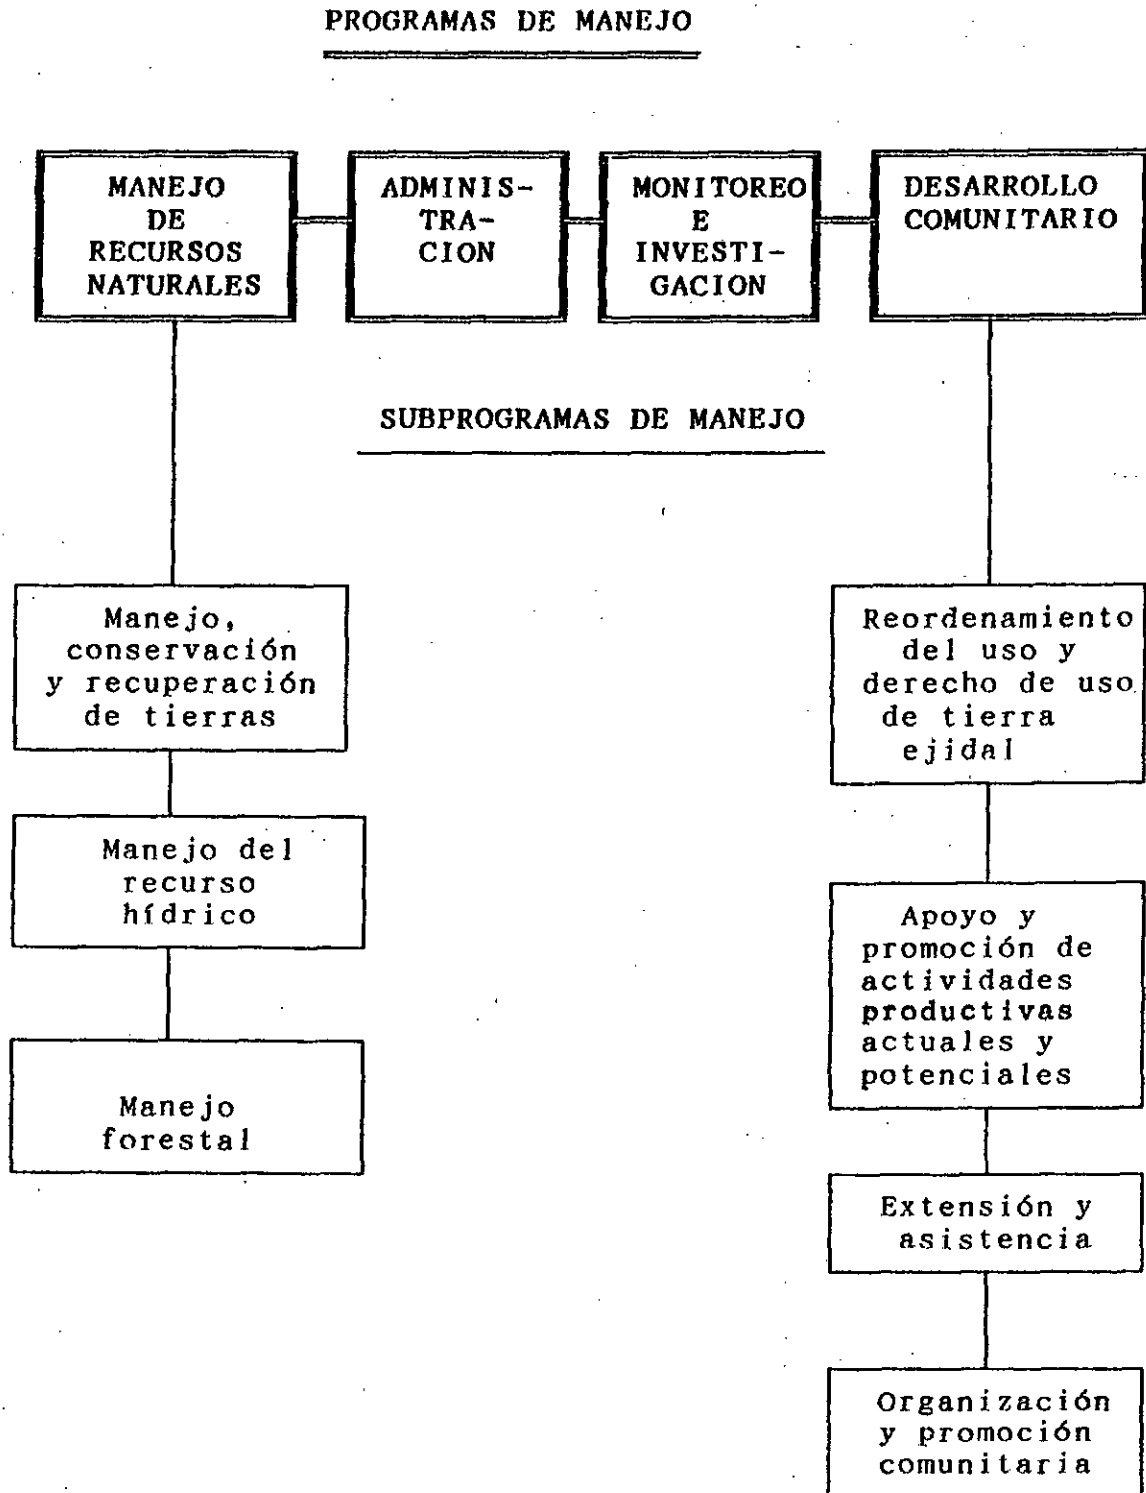 PROGRAMAS DE MANEJO
MANEJO
DE
RECURSOS
NATURALES
ADMINIS-
TRA-
CION
MONITOREO
E
INVESTI-
GACION
DESARROLLO
COMUNITARIO
SUBPROGRAMAS DE MANEJO
Manejo,
conservación
y recuperación
de tierras
Manejo del
recurso
hídrico
Manejo
forestal
Reordenamiento
del uso y
derecho de uso
de tierra
ejidal
Apoyo y
promoción de
actividades
productivas
actuales y
potenciales
Extensión y
asistencia
Organización
y promoción
comunitaria